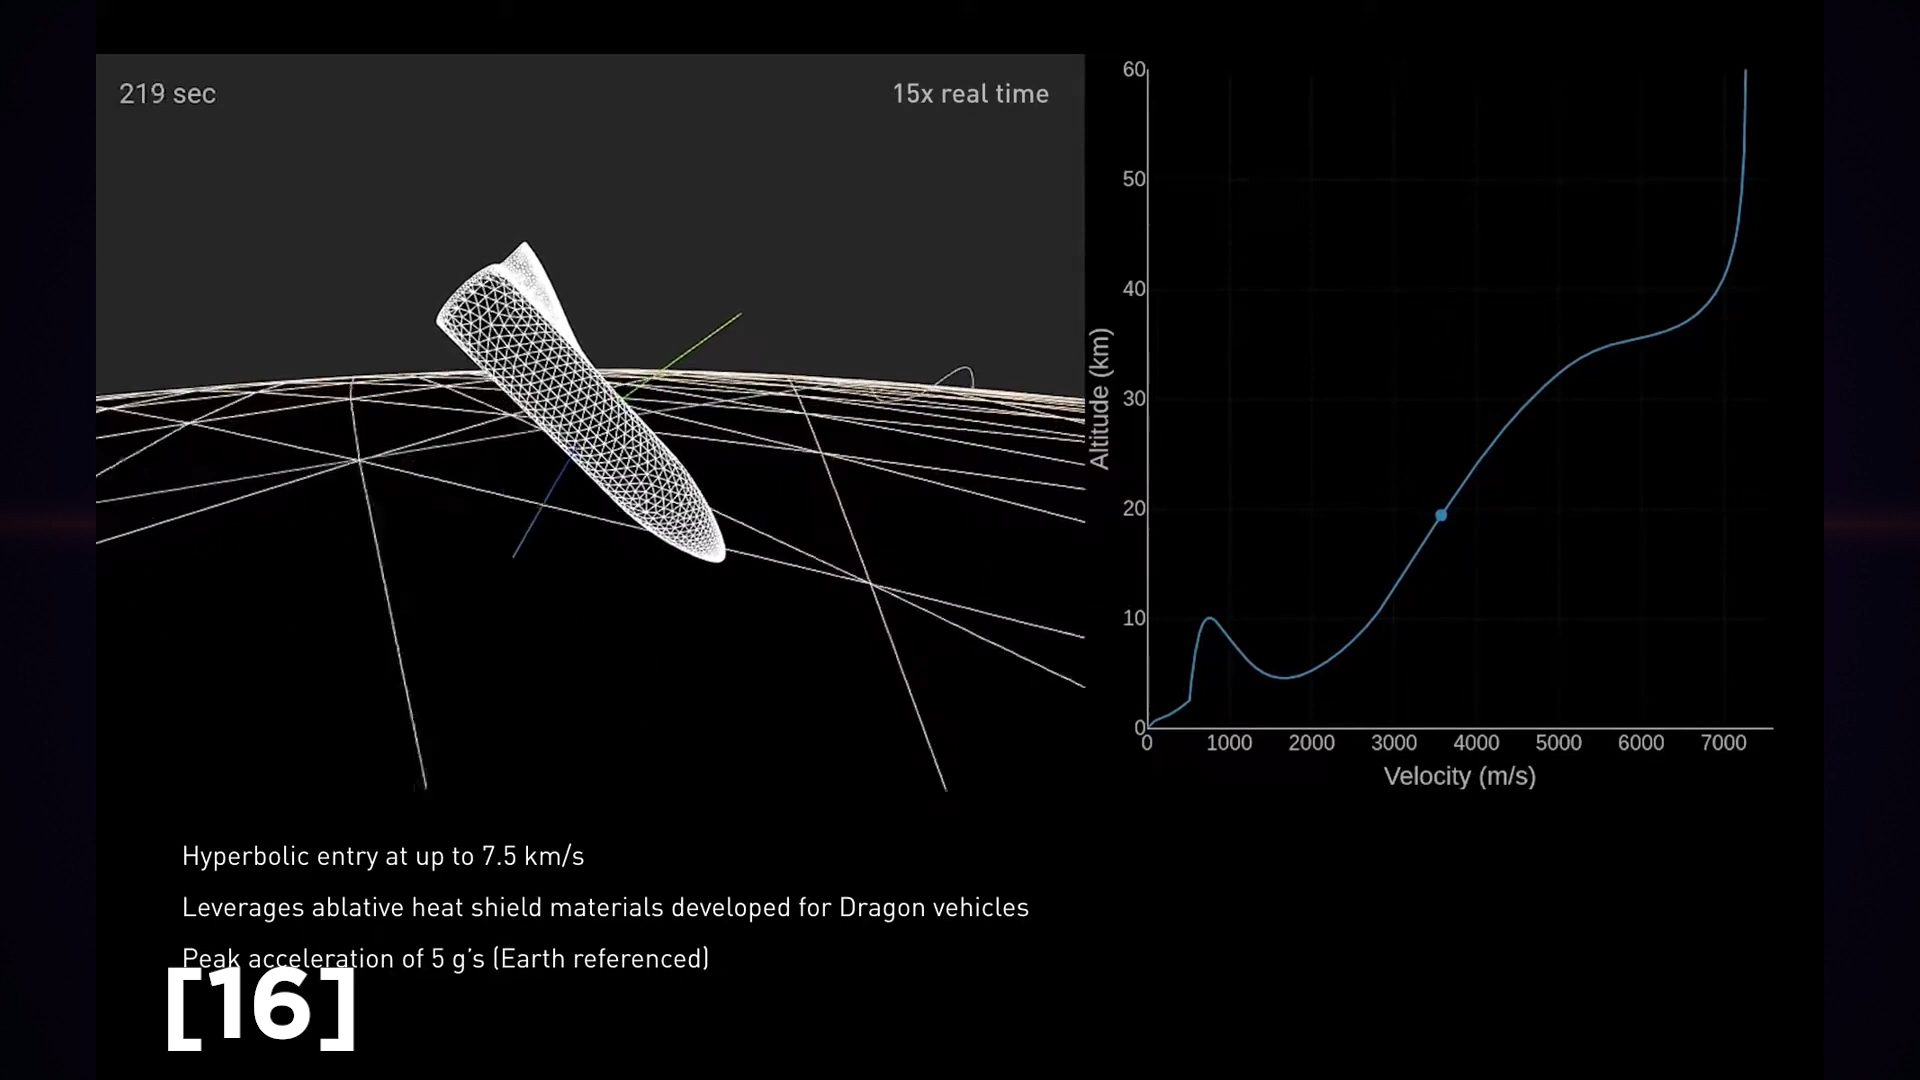 219 sec
15x real time
60
50
40
30
20
10
0
Altitude (km)
0 1000 2000 3000 4000 5000 6000 7000
Velocity (m/s)
Hyperbolic entry at up to 7.5 km/s
Leverages ablative heat shield materials developed for Dragon vehicles
Peak acceleration of 5 g's (Earth referenced)
[16]